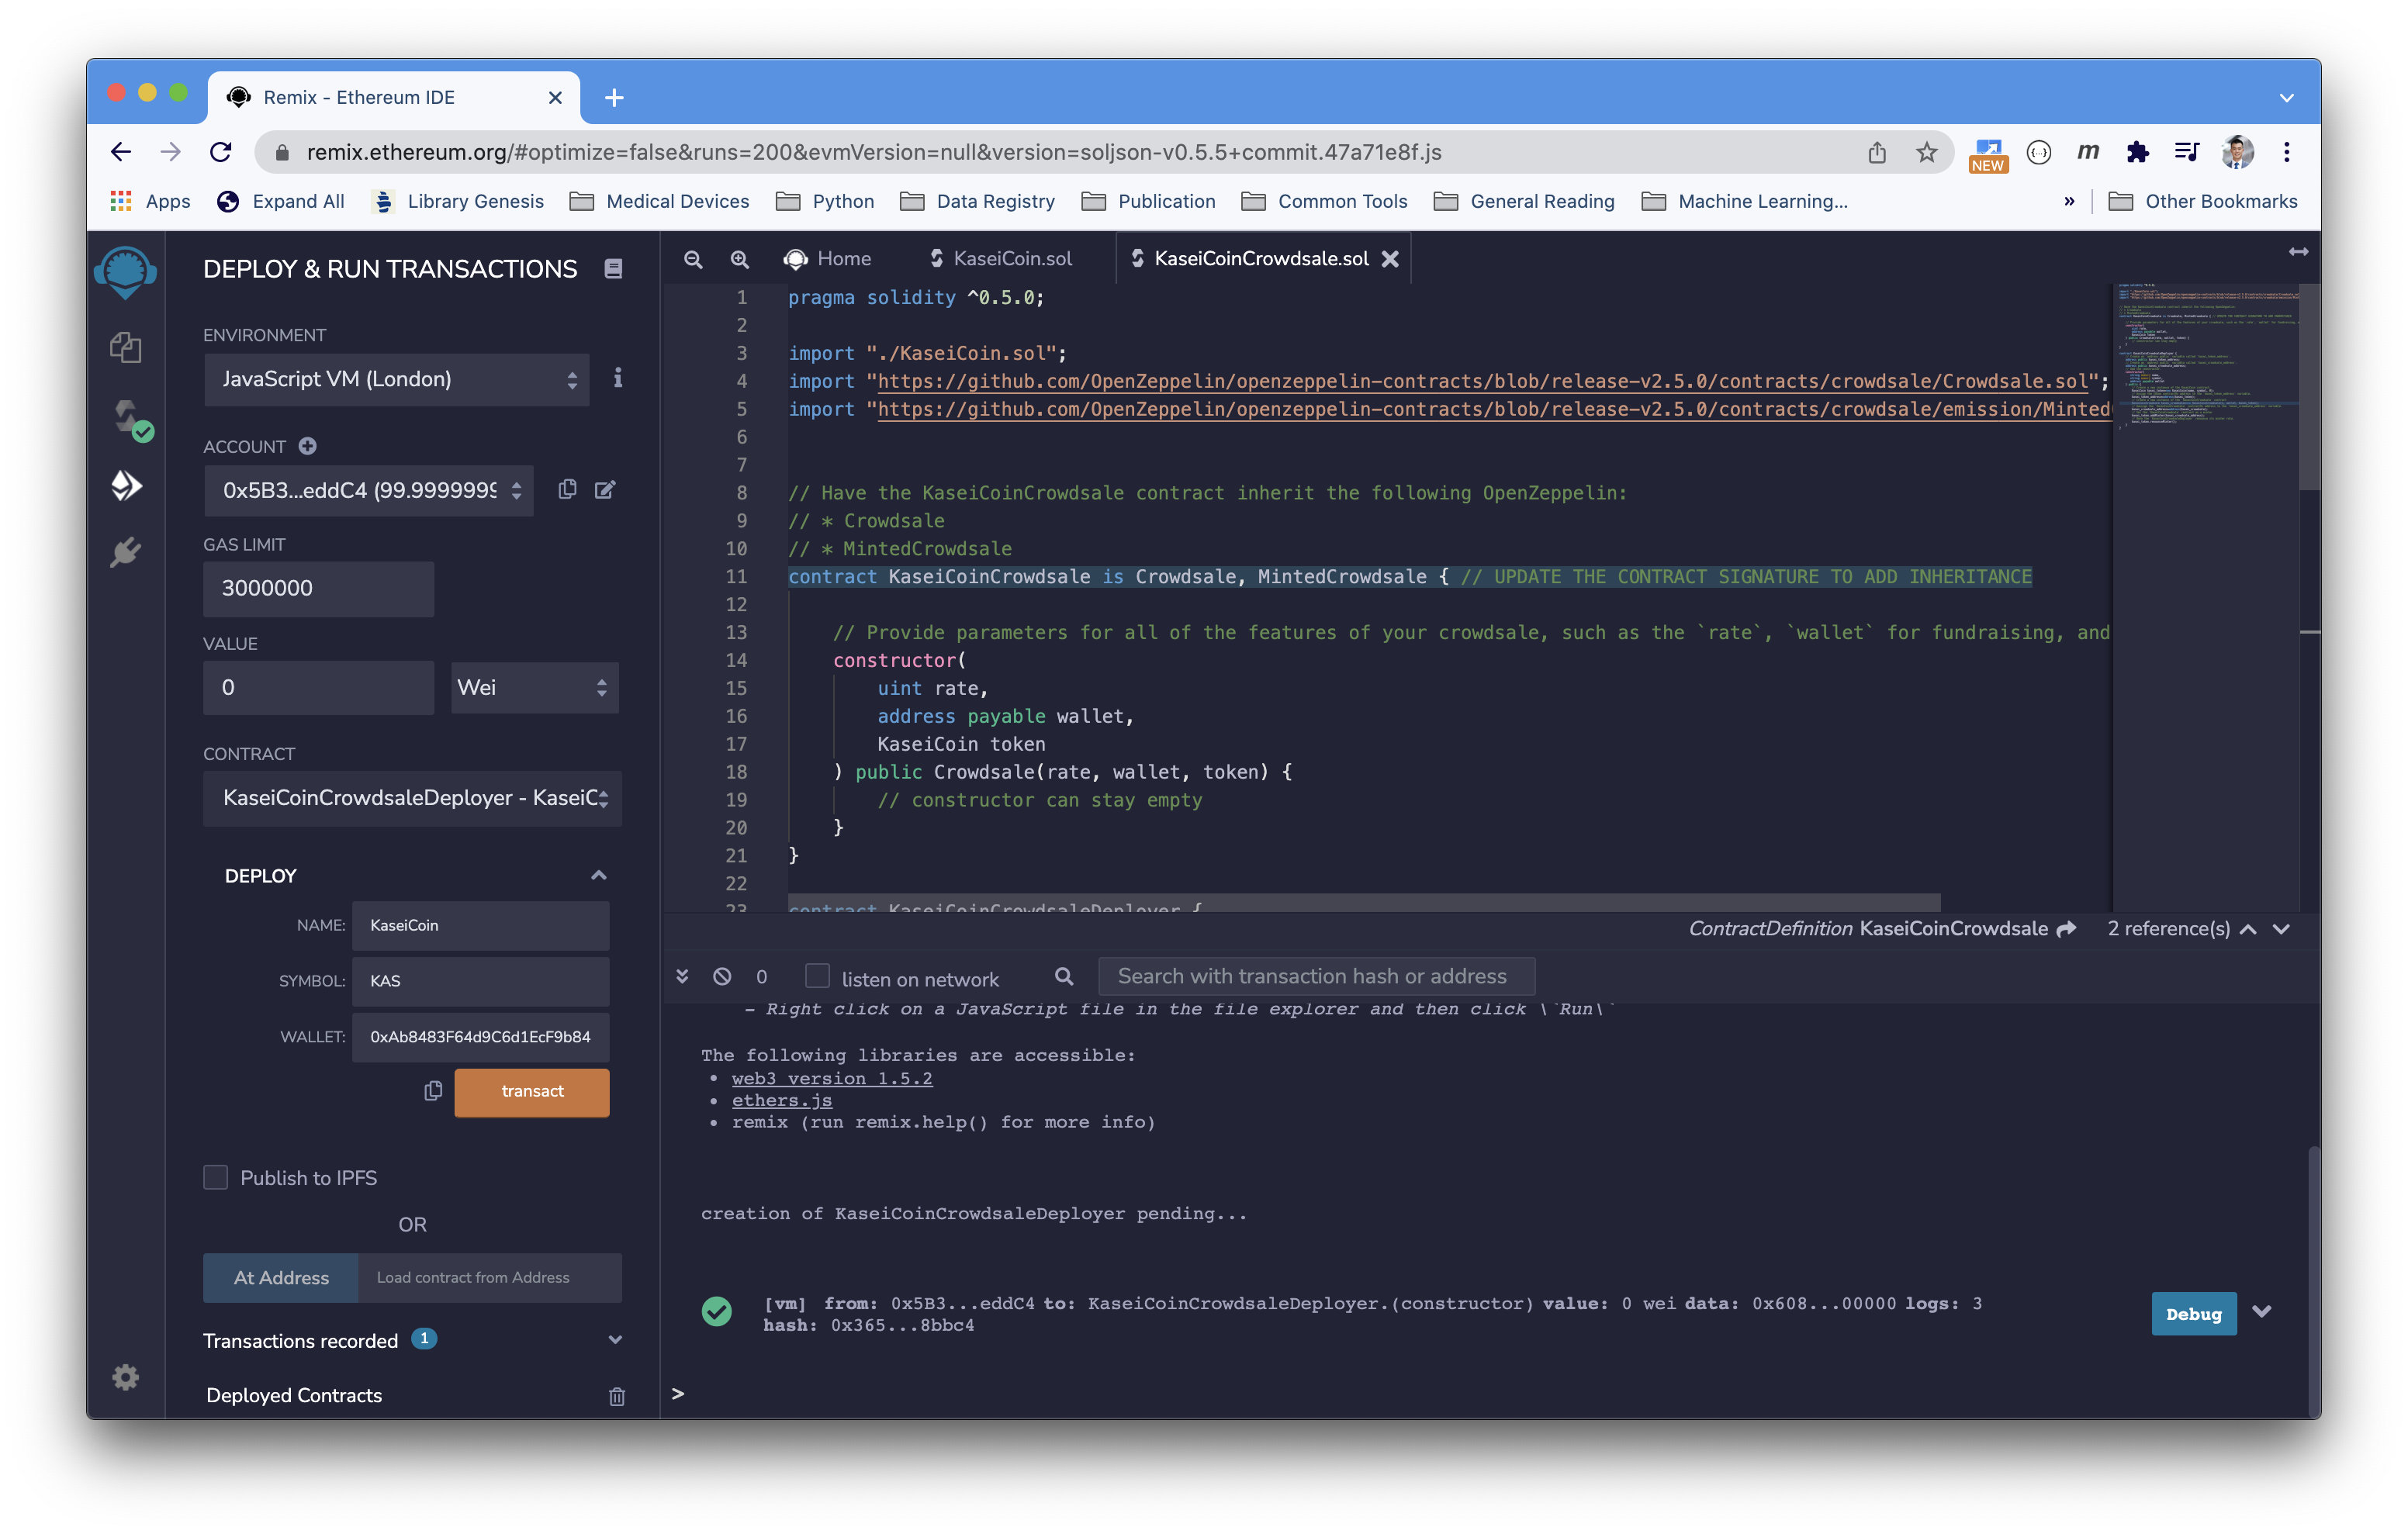 Remix - Ethereum IDE
remix.ethereum.org/#optimize=false&runs=200&evmVersion=null&version=soljson-v0.5.5+commit.47a71e8f.js
NEW
m
Apps
Expand All
Library Genesis
Medical Devices
Python
Data Registry
Publication
Common Tools
General Reading
Machine Learning...
»
Other Bookmarks
DEPLOY & RUN TRANSACTIONS
ENVIRONMENT
JavaScript VM (London)
ACCOUNT
0x5B3...eddC4 (99.9999999
GAS LIMIT
3000000
VALUE
0
Wei
CONTRACT
KaseiCoinCrowdsaleDeployer - KaseiC
DEPLOY
NAME: KaseiCoin
SYMBOL: KAS
WALLET: 0xAb8483F64d9C6d1EcF9b84
transact
Publish to IPFS
OR
At Address
Load contract from Address
Transactions recorded 1
Deployed Contracts
Home
KaseiCoin.sol
KaseiCoinCrowdsale.sol
1 pragma solidity ^0.5.0;
2
3 import "./KaseiCoin.sol";
4 import "https://github.com/OpenZeppelin/openzeppelin-contracts/blob/release-v2.5.0/contracts/crowdsale/Crowdsale.sol";
5 import "https://github.com/OpenZeppelin/openzeppelin-contracts/blob/release-v2.5.0/contracts/crowdsale/emission/Minted
6
7
8 // Have the KaseiCoinCrowdsale contract inherit the following OpenZeppelin:
9 // * Crowdsale
10 // * MintedCrowdsale
11 contract KaseiCoinCrowdsale is Crowdsale, MintedCrowdsale { // UPDATE THE CONTRACT SIGNATURE TO ADD INHERITANCE
12
13 // Provide parameters for all of the features of your crowdsale, such as the `rate`, `wallet` for fundraising, and
14 constructor(
15 uint rate,
16 address payable wallet,
17 KaseiCoin token
18 ) public Crowdsale(rate, wallet, token) {
19 // constructor can stay empty
20 }
21 }
22
23 contract KaseiCoinCrowdsaleDeployer {
ContractDefinition KaseiCoinCrowdsale
2 reference(s)
0
listen on network
Search with transaction hash or address
- Right click on a JavaScript file in the file explorer and then click \`Run\`
The following libraries are accessible:
• web3 version 1.5.2
• ethers.js
• remix (run remix.help() for more info)
creation of KaseiCoinCrowdsaleDeployer pending...
[vm] from: 0x5B3...eddC4 to: KaseiCoinCrowdsaleDeployer.(constructor) value: 0 wei data: 0x608...00000 logs: 3
hash: 0x365...8bbc4
Debug
>